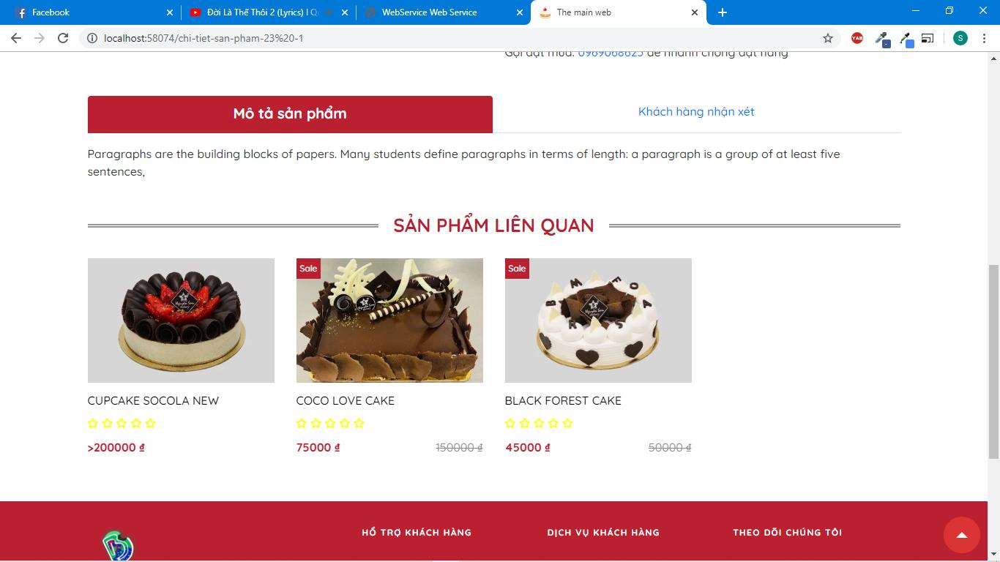 Facebook
Đời Là Thế Thôi 2 (Lyrics) l Q
WebService Web Service
The main web
localhost:58074/chi-tiet-san-pham-23%20-1
YAB
S
Gọi đặt mua: 0969068625 để nhanh chóng đặt hàng
Mô tả sản phẩm
Khách hàng nhận xét
Paragraphs are the building blocks of papers. Many students define paragraphs in terms of length: a paragraph is a group of at least five
sentences,
SẢN PHẨM LIÊN QUAN
Sale
Sale
CUPCAKE SOCOLA NEW
COCO LOVE CAKE
BLACK FOREST CAKE
>200000 ₫
75000 ₫ 150000 ₫
45000 ₫ 50000 ₫
HỔ TRỢ KHÁCH HÀNG
DỊCH VỤ KHÁCH HÀNG
THEO DÕI CHÚNG TÔI